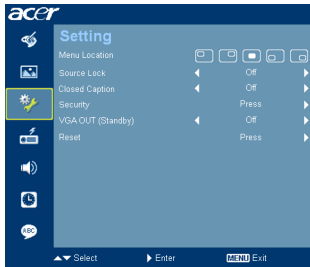 acer
Setting
Menu Location
Source Lock Off
Closed Caption Off
Security Press
VGA OUT (Standby) Off
Reset Press
ABC
Select Enter MENU Exit